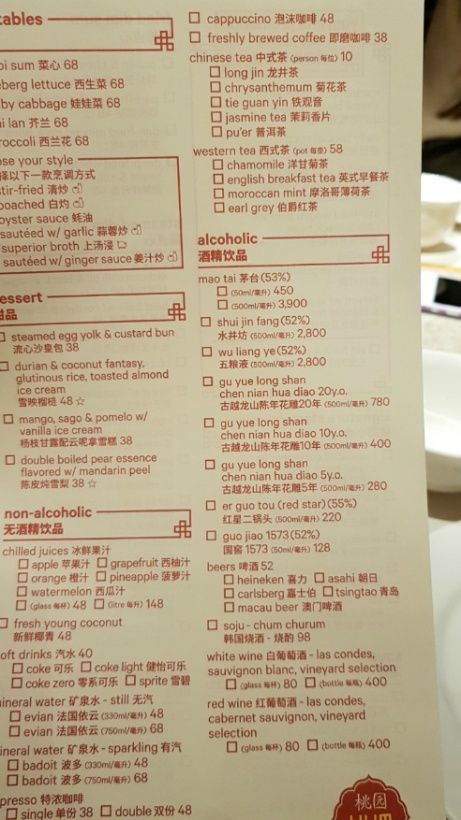 tables
oi sum 菜心 68
eberg lettuce 西生菜 68
by cabbage 娃娃菜 68
ai lan 芥兰 68
roccoli 西兰花 68
ose your style
择以下一款烹调方式
stir-fried 清炒
poached 白灼
oyster sauce 蚝油
sautéed w/ garlic 蒜蓉炒
superior broth 上汤浸
sautéed w/ ginger sauce 姜汁炒
essert
甜品
steamed egg yolk & custard bun
流心沙皇包 38
durian & coconut fantasy,
glutinous rice, toasted almond
ice cream
雪映榴梿 48 ☆
mango, sago & pomelo w/
vanilla ice cream
杨枝甘露配云呢拿雪糕 38
double boiled pear essence
flavored w/ mandarin peel
陈皮炖雪梨 38 ☆
non-alcoholic
无酒精饮品
chilled juices 冰鲜果汁
☐ apple 苹果汁 ☐ grapefruit 西柚汁
☐ orange 橙汁 ☐ pineapple 菠萝汁
☐ watermelon 西瓜汁
☐ (glass 每杯) 48 ☐ (litre 每升) 148
fresh young coconut
新鲜椰青 48
oft drinks 汽水 40
☐ coke 可乐 ☐ coke light 健怡可乐
☐ coke zero 零系可乐 ☐ sprite 雪碧
ineral water 矿泉水 - still 无汽
☐ evian 法国依云 (330ml/毫升) 48
☐ evian 法国依云 (750ml/毫升) 68
ineral water 矿泉水 - sparkling 有汽
☐ badoit 波多 (330ml/毫升) 48
☐ badoit 波多 (750ml/毫升) 68
presso 特浓咖啡
☐ single 单份 38 ☐ double 双份 48
☐ cappuccino 泡沫咖啡 48
☐ freshly brewed coffee 即磨咖啡 38
chinese tea 中式茶 (person 每位) 10
☐ long jin 龙井茶
☐ chrysanthemum 菊花茶
☐ tie guan yin 铁观音
☐ jasmine tea 茉莉香片
☐ pu'er 普洱茶
western tea 西式茶 (pot 每壶) 58
☐ chamomile 洋甘菊茶
☐ english breakfast tea 英式早餐茶
☐ moroccan mint 摩洛哥薄荷茶
☐ earl grey 伯爵红茶
alcoholic
酒精饮品
mao tai 茅台 (53%)
☐ (50ml/毫升) 450
☐ (500ml/毫升) 3,900
☐ shui jin fang (52%)
水井坊 (500ml/毫升) 2,800
☐ wu liang ye (52%)
五粮液 (500ml/毫升) 2,800
☐ gu yue long shan
chen nian hua diao 20y.o.
古越龙山陈年花雕20年 (500ml/毫升) 780
☐ gu yue long shan
chen nian hua diao 10y.o.
古越龙山陈年花雕10年 (500ml/毫升) 400
☐ gu yue long shan
chen nian hua diao 5y.o.
古越龙山陈年花雕5年 (500ml/毫升) 280
☐ er guo tou (red star) (55%)
红星二锅头 (500ml/毫升) 220
☐ guo jiao 1573 (52%)
国窖 1573 (50ml/毫升) 128
beers 啤酒 52
☐ heineken 喜力 ☐ asahi 朝日
☐ carlsberg 嘉士伯 ☐ tsingtao 青岛
☐ macau beer 澳门啤酒
☐ soju - chum churum
韩国烧酒 - 烧酌 98
white wine 白葡萄酒 - las condes,
sauvignon blanc, vineyard selection
☐ (glass 每杯) 80 ☐ (bottle 每瓶) 400
red wine 红葡萄酒 - las condes,
cabernet sauvignon, vineyard
selection
☐ (glass 每杯) 80 ☐ (bottle 每瓶) 400
桃园